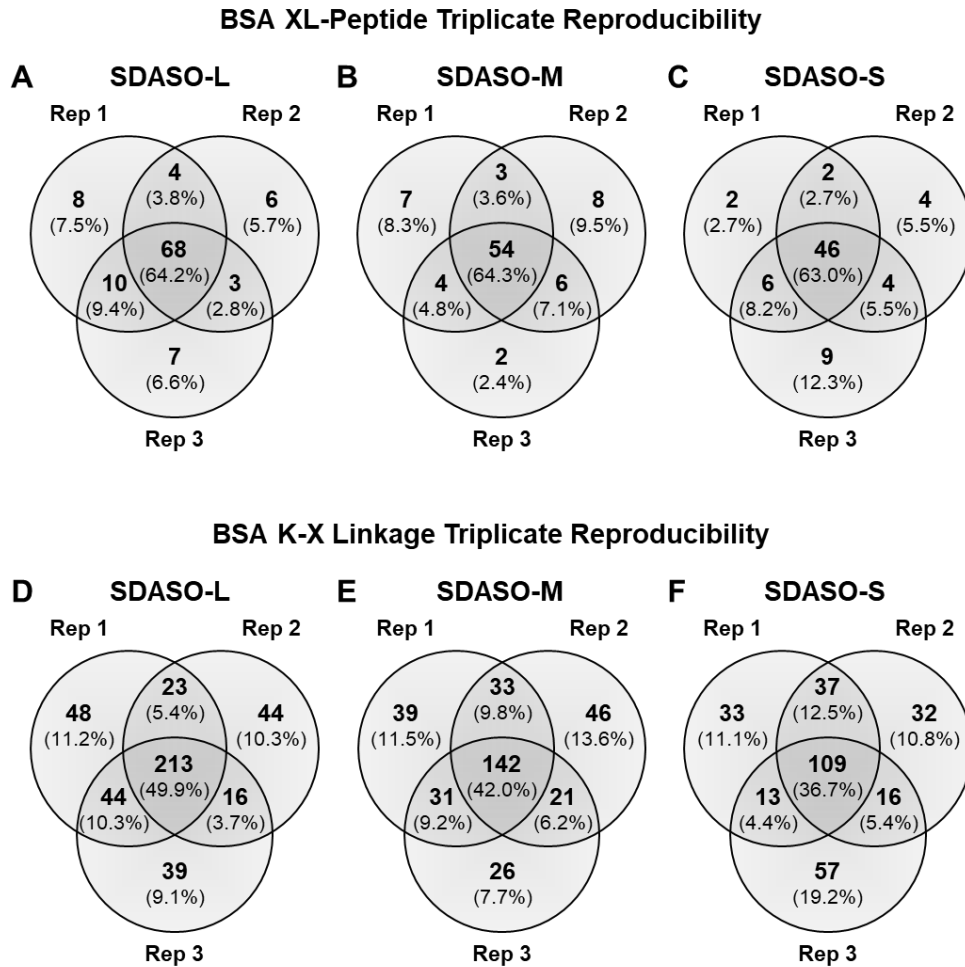 BSA XL-Peptide Triplicate Reproducibility
A
SDASO-L
Rep 1
Rep 2
4
(3.8%)
8
(7.5%)
6
(5.7%)
68
(64.2%)
10
(9.4%)
3
(2.8%)
7
(6.6%)
Rep 3
B
SDASO-M
Rep 1
Rep 2
3
(3.6%)
7
(8.3%)
8
(9.5%)
54
(64.3%)
4
(4.8%)
6
(7.1%)
2
(2.4%)
Rep 3
C
SDASO-S
Rep 1
Rep 2
2
(2.7%)
2
(2.7%)
4
(5.5%)
46
(63.0%)
6
(8.2%)
4
(5.5%)
9
(12.3%)
Rep 3
BSA K-X Linkage Triplicate Reproducibility
D
SDASO-L
Rep 1
Rep 2
23
(5.4%)
48
(11.2%)
44
(10.3%)
213
(49.9%)
44
(10.3%)
16
(3.7%)
39
(9.1%)
Rep 3
E
SDASO-M
Rep 1
Rep 2
33
(9.8%)
39
(11.5%)
46
(13.6%)
142
(42.0%)
31
(9.2%)
21
(6.2%)
26
(7.7%)
Rep 3
F
SDASO-S
Rep 1
Rep 2
37
(12.5%)
33
(11.1%)
32
(10.8%)
109
(36.7%)
13
(4.4%)
16
(5.4%)
57
(19.2%)
Rep 3